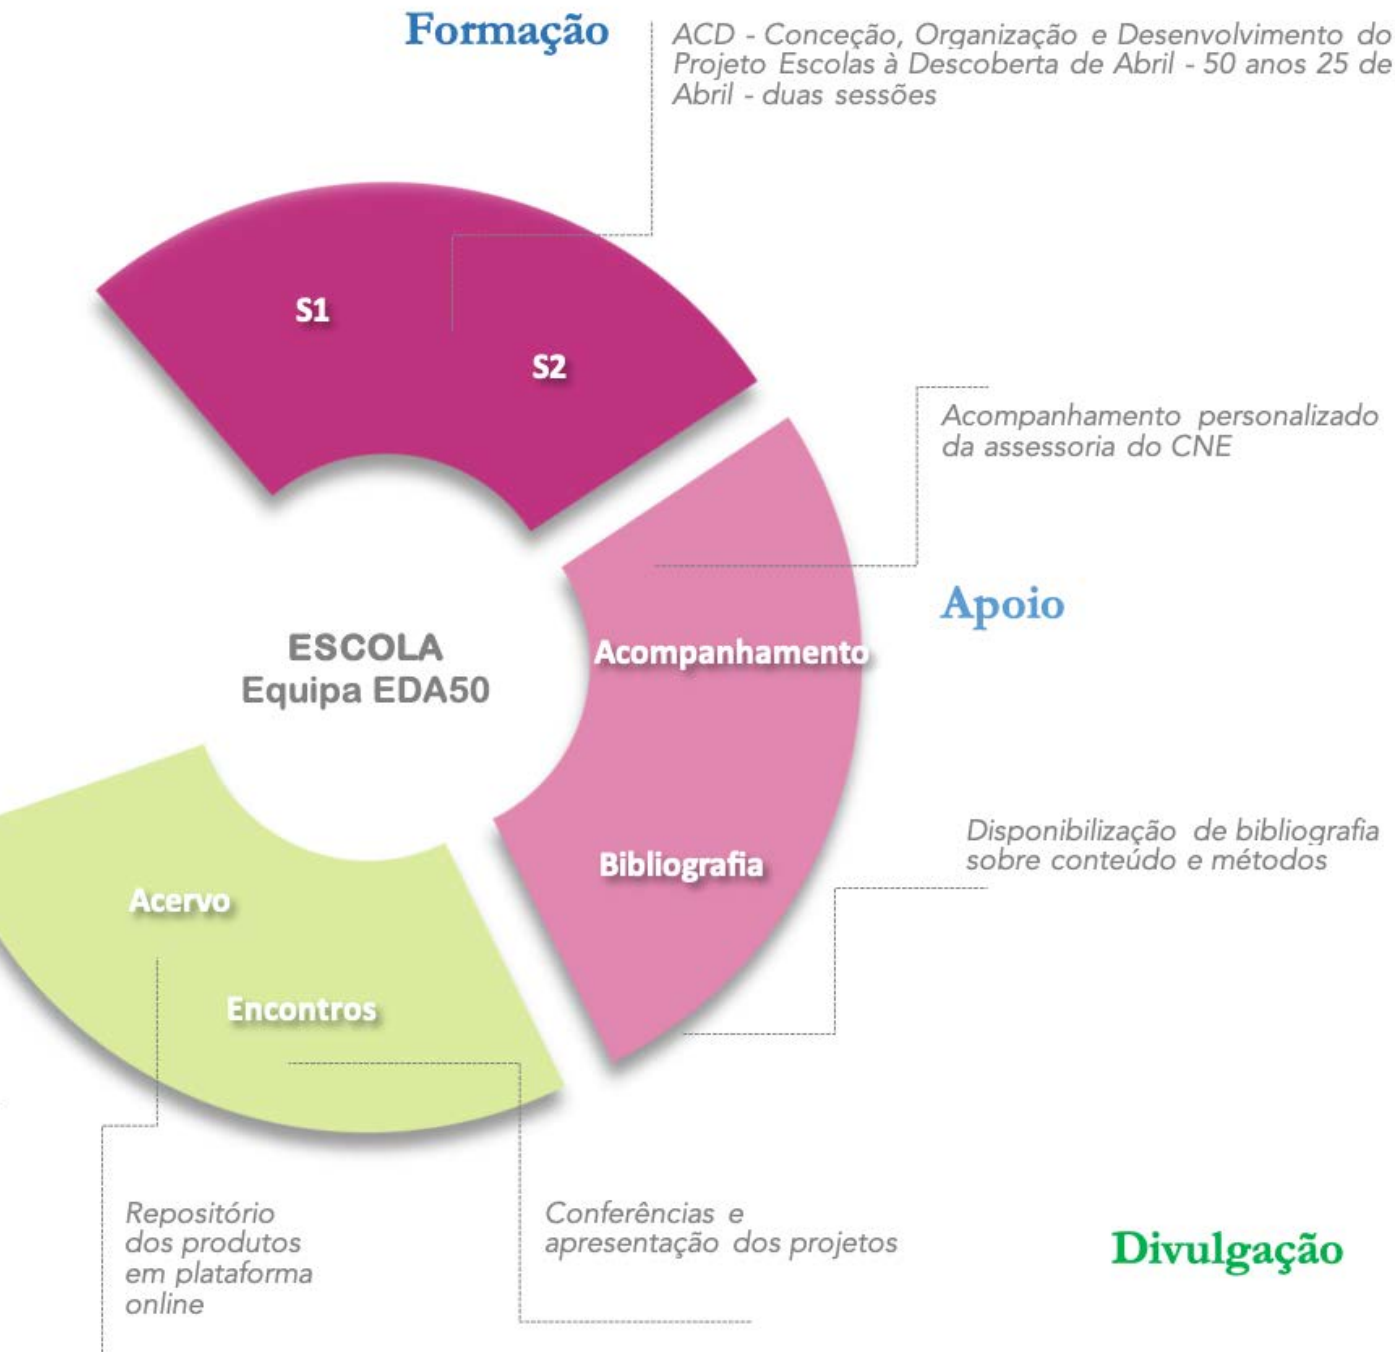 Formação
ACD - Conceção, Organização e Desenvolvimento do
Projeto Escolas à Descoberta de Abril - 50 anos 25 de
Abril - duas sessões
S1
S2
Acompanhamento personalizado
da assessoria do CNE
Apoio
ESCOLA
Equipa EDA50
Acompanhamento
Disponibilização de bibliografia
sobre conteúdo e métodos
Bibliografia
Acervo
Encontros
Repositório
dos produtos
em plataforma
online
Conferências e
apresentação dos projetos
Divulgação